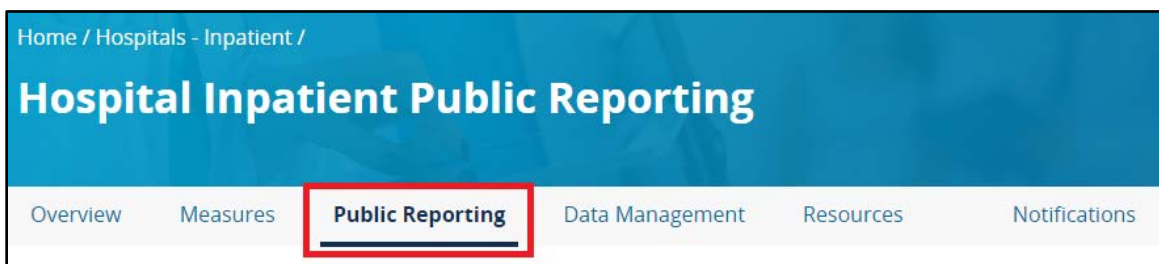 Home / Hospitals - Inpatient /
Hospital Inpatient Public Reporting
Overview Measures Public Reporting Data Management Resources Notifications